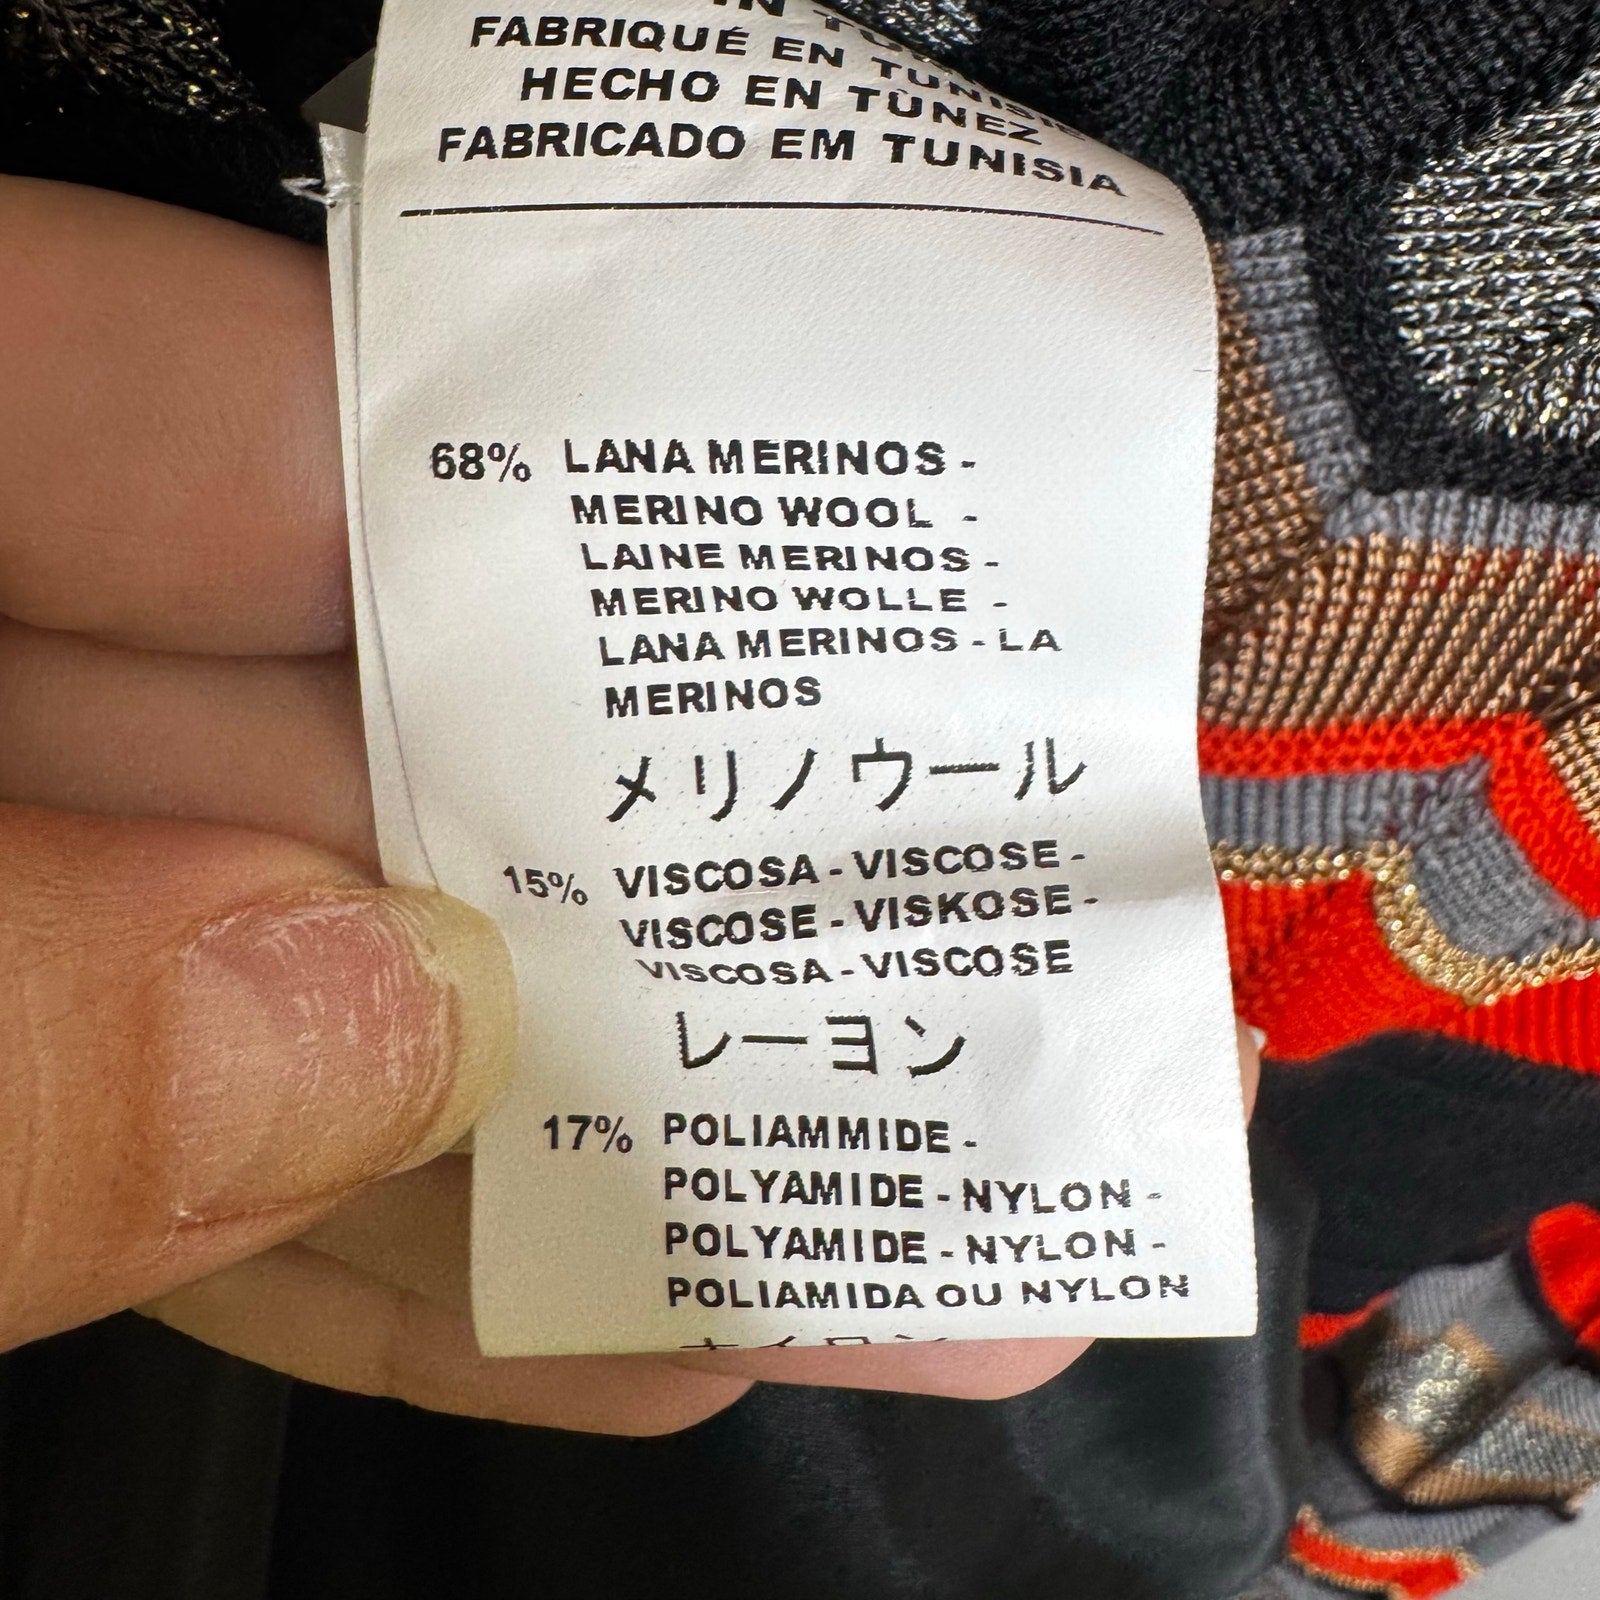 IN
FABRIQUÉ EN TUNISIE
HECHO EN TÙNEZ
FABRICADO EM TUNISIA
68% LANA MERINOS -
MERINO WOOL -
LAINE MERINOS -
MERINO WOLLE -
LANA MERINOS - LA
MERINOS
メリノウール
15% VISCOSA - VISCOSE -
VISCOSE - VISKOSE -
VISCOSA - VISCOSE
レーヨン
17% POLIAMMIDE -
POLYAMIDE - NYLON -
POLYAMIDE - NYLON -
POLIAMIDA OU NYLON